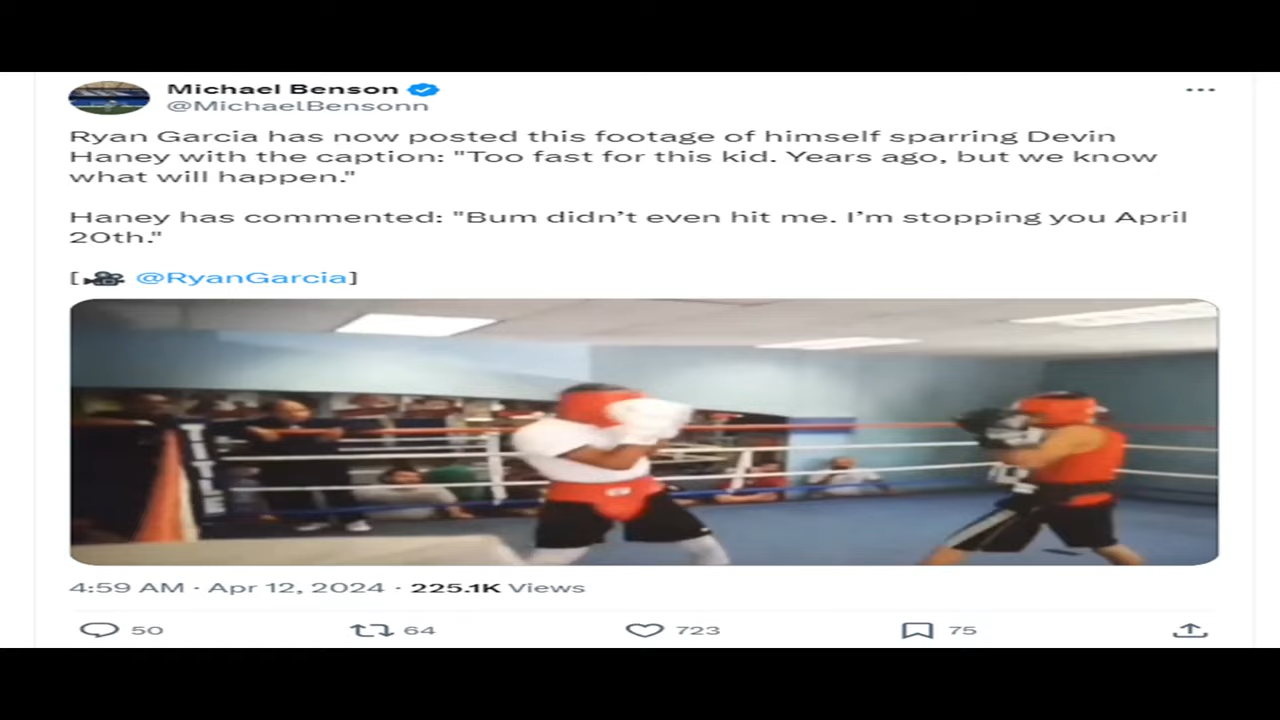 Michael Benson
@MichaelBensonn
Ryan Garcia has now posted this footage of himself sparring Devin
Haney with the caption: "Too fast for this kid. Years ago, but we know
what will happen."
Haney has commented: "Bum didn’t even hit me. I’m stopping you April
20th."
[🎥 @RyanGarcia]
TITLE
4:59 AM · Apr 12, 2024 · 225.1K Views
50 64 723 75